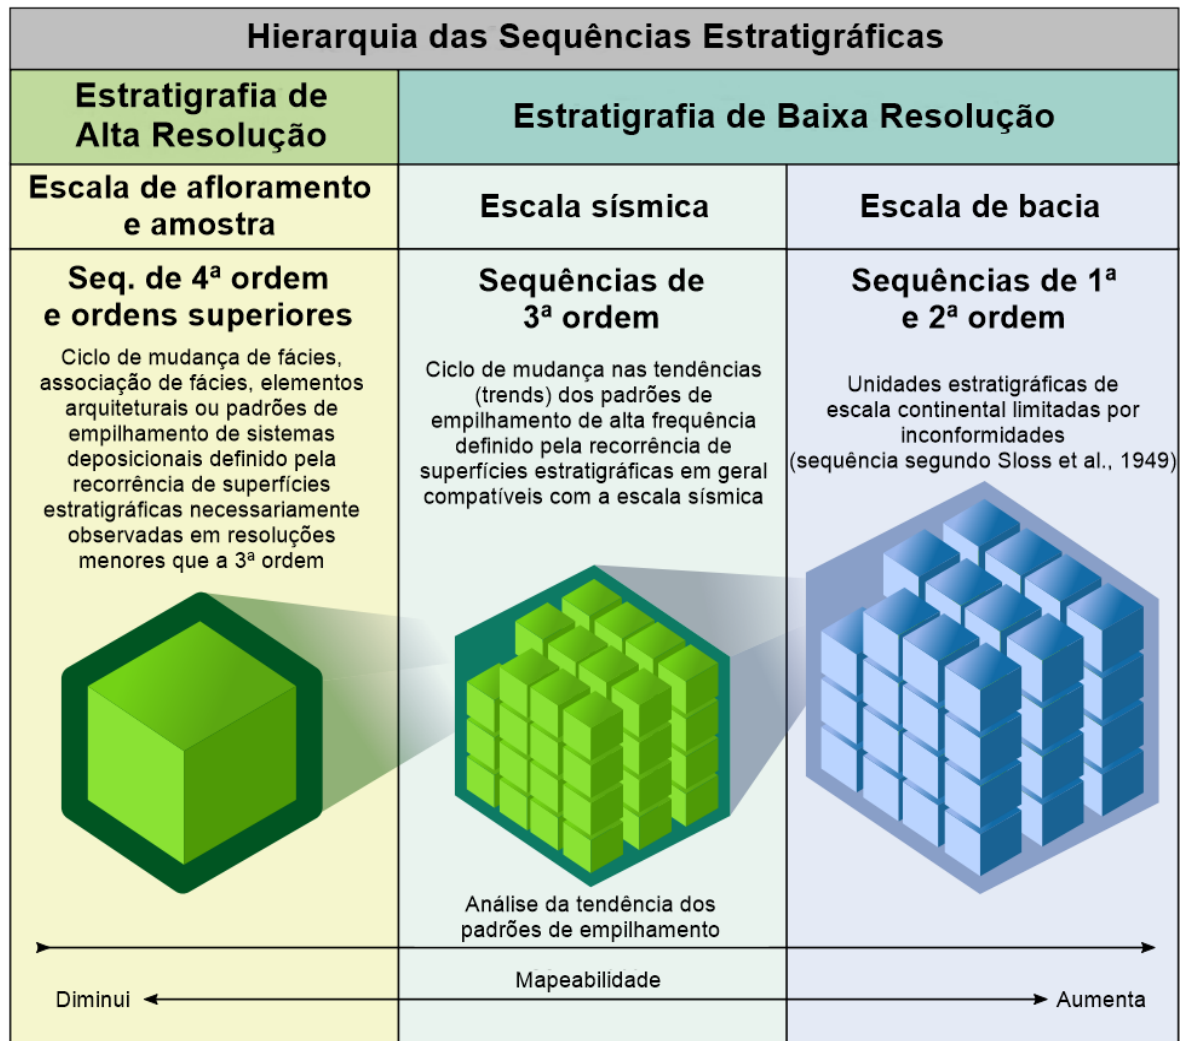 Hierarquia das Sequências Estratigráficas
Estratigrafia de
Alta Resolução
Estratigrafia de Baixa Resolução
Escala de afloramento
e amostra
Escala sísmica
Escala de bacia
Seq. de 4ª ordem
e ordens superiores
Ciclo de mudança de fácies,
associação de fácies, elementos
arquiteturais ou padrões de
empilhamento de sistemas
deposicionais definido pela
recorrência de superfícies
estratigráficas necessariamente
observadas em resoluções
menores que a 3ª ordem
Sequências de
3ª ordem
Ciclo de mudança nas tendências
(trends) dos padrões de
empilhamento de alta frequência
definido pela recorrência de
superfícies estratigráficas em geral
compatíveis com a escala sísmica
Sequências de 1ª
e 2ª ordem
Unidades estratigráficas de
escala continental limitadas por
inconformidades
(sequência segundo Sloss et al., 1949)
Análise da tendência dos
padrões de empilhamento
Mapeabilidade
Diminui
Aumenta